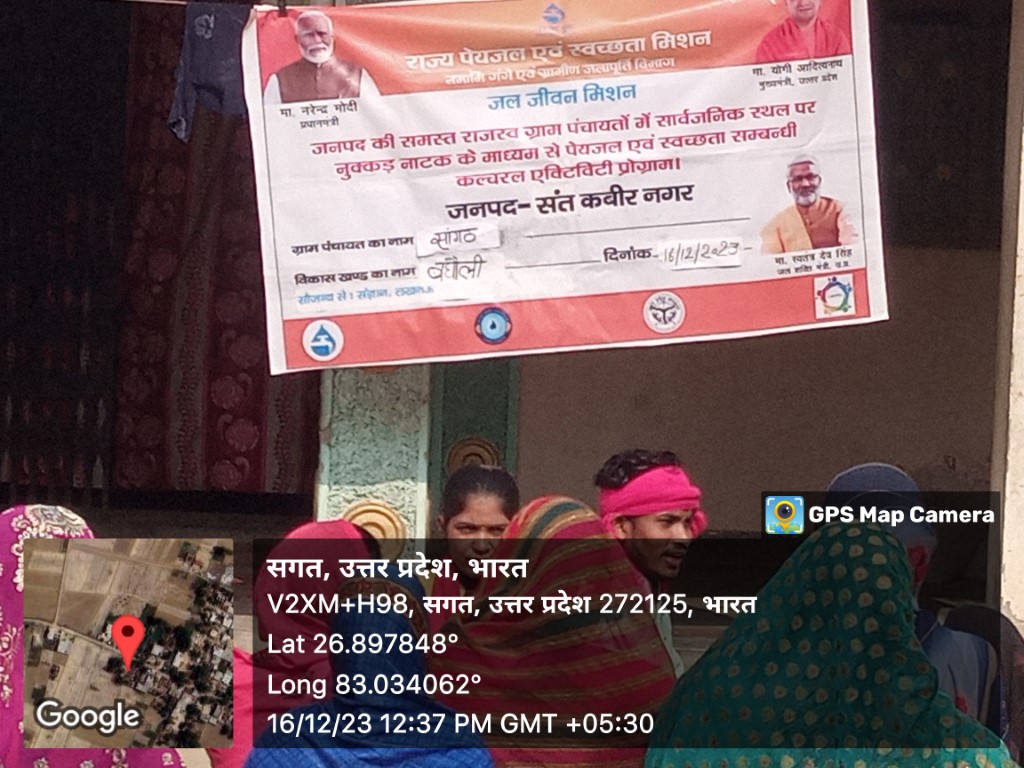 राज्य पेयजल एवं स्वच्छता मिशन
नमामि गंगे एवं ग्रामीण जलापूर्ति विभाग
जल जीवन मिशन
मा. नरेन्द्र मोदी
प्रधानमंत्री
मा. योगी आदित्यनाथ
मुख्यमंत्री, उत्तर प्रदेश
जनपद की समस्त राजस्व ग्राम पंचायतों में सार्वजनिक स्थल पर
नुक्कड़ नाटक के माध्यम से पेयजल एवं स्वच्छता सम्बन्धी
कल्चरल एक्टिविटी प्रोग्राम।
जनपद- संत कबीर नगर
ग्राम पंचायत का नाम सांगठ
विकास खण्ड का नाम बघौली
दिनांक- 16/12/2023
सौजन्य से : संज्ञान, लखनऊ
मा. स्वतंत्र देव सिंह
जल शक्ति मंत्री, उ.प्र.
GPS Map Camera
सगत, उत्तर प्रदेश, भारत
V2XM+H98, सगत, उत्तर प्रदेश 272125, भारत
Lat 26.897848°
Long 83.034062°
16/12/23 12:37 PM GMT +05:30
Google